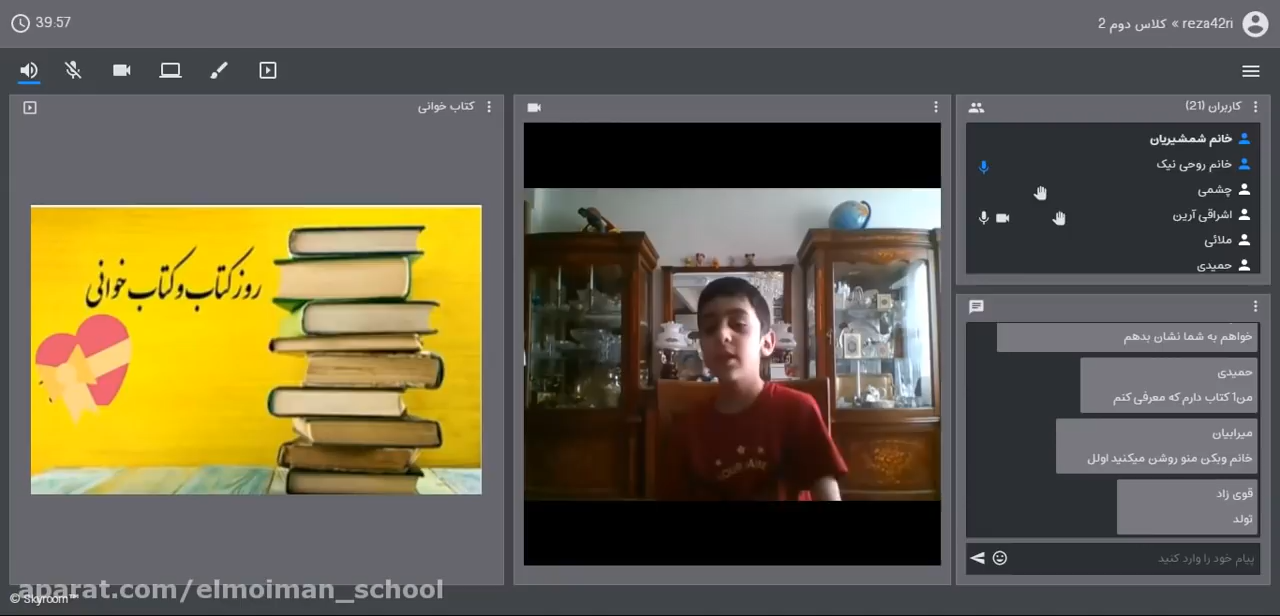 39:57
reza42ri » کلاس دوم 2
کتاب خوانی
روز کتاب و کتاب خوانی
کاربران (21)
خانم شمشیریان
خانم روحی نیک
چشمی
اشراقی آرین
ملائی
حمیدی
خواهم به شما نشان بدهم
حمیدی
من1 کتاب دارم که معرفی کنم
میرابیان
خانم وبکن منو روشن میکنید اولل
قوی زاد
تولد
پیام خود را وارد کنید
aparat.com/elmoiman_school
© Skyroom™